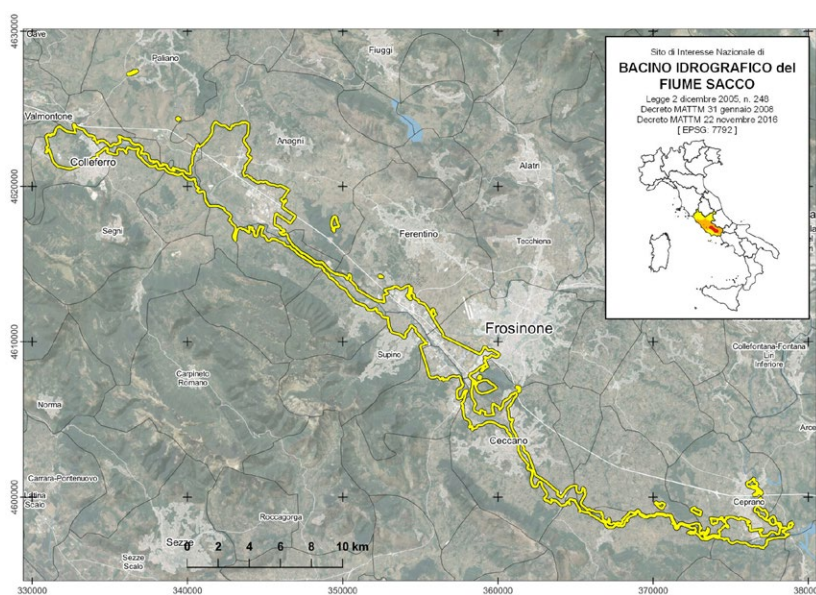 4630000
4620000
4610000
4600000
Cave
Paliano
Fiuggi
Valmontone
Colleferro
Anagni
Alatri
Segni
Ferentino
Tecchiena
Frosinone
Supino
Carpineto
Romano
Norma
Ceccano
Collefontana-Fontana
Liri
Inferiore
Arce
Carrara-Pontenuovo
Latina
Scalo
Roccagorga
Ceprano
Sezze
Sezze
Scalo
0 2 4 6 8 10 km
330000 340000 350000 360000 370000 380000
Sito di Interesse Nazionale di
BACINO IDROGRAFICO del
FIUME SACCO
Legge 2 dicembre 2005, n. 248
Decreto MATTM 31 gennaio 2008
Decreto MATTM 22 novembre 2016
[ EPSG: 7792 ]